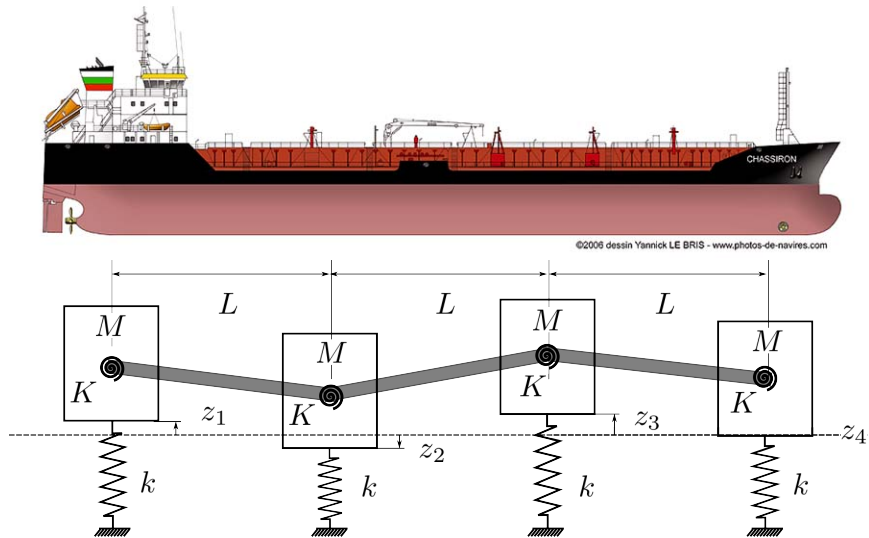 CHASSIRON
©2006 dessin Yannick LE BRIS - www.photos-de-navires.com
L L L
M M M M
K K K K
z₁ z₂ z₃ z₄
k k k k